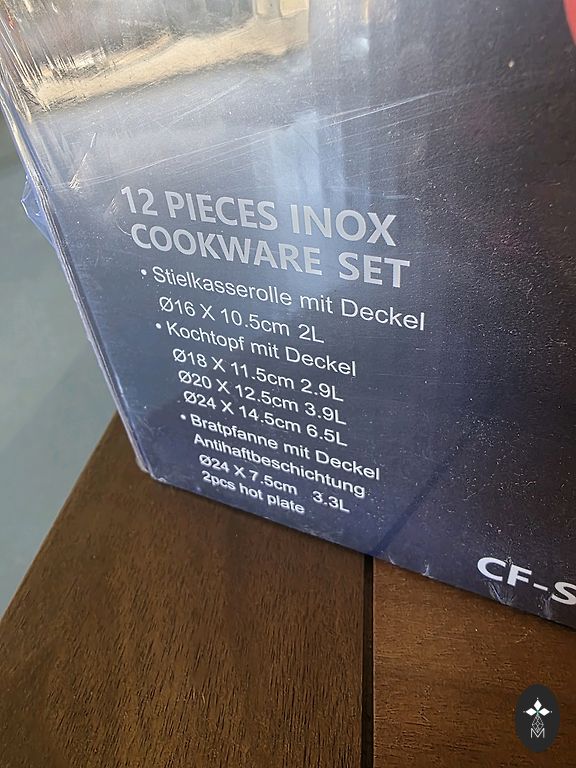 12 PIECES INOX
COOKWARE SET
• Stielkasserolle mit Deckel
Ø16 X 10.5cm 2L
• Kochtopf mit Deckel
Ø18 X 11.5cm 2.9L
Ø20 X 12.5cm 3.9L
Ø24 X 14.5cm 6.5L
• Bratpfanne mit Deckel
Antihaftbeschichtung
Ø24 X 7.5cm 3.3L
2pcs hot plate
CF-S
M